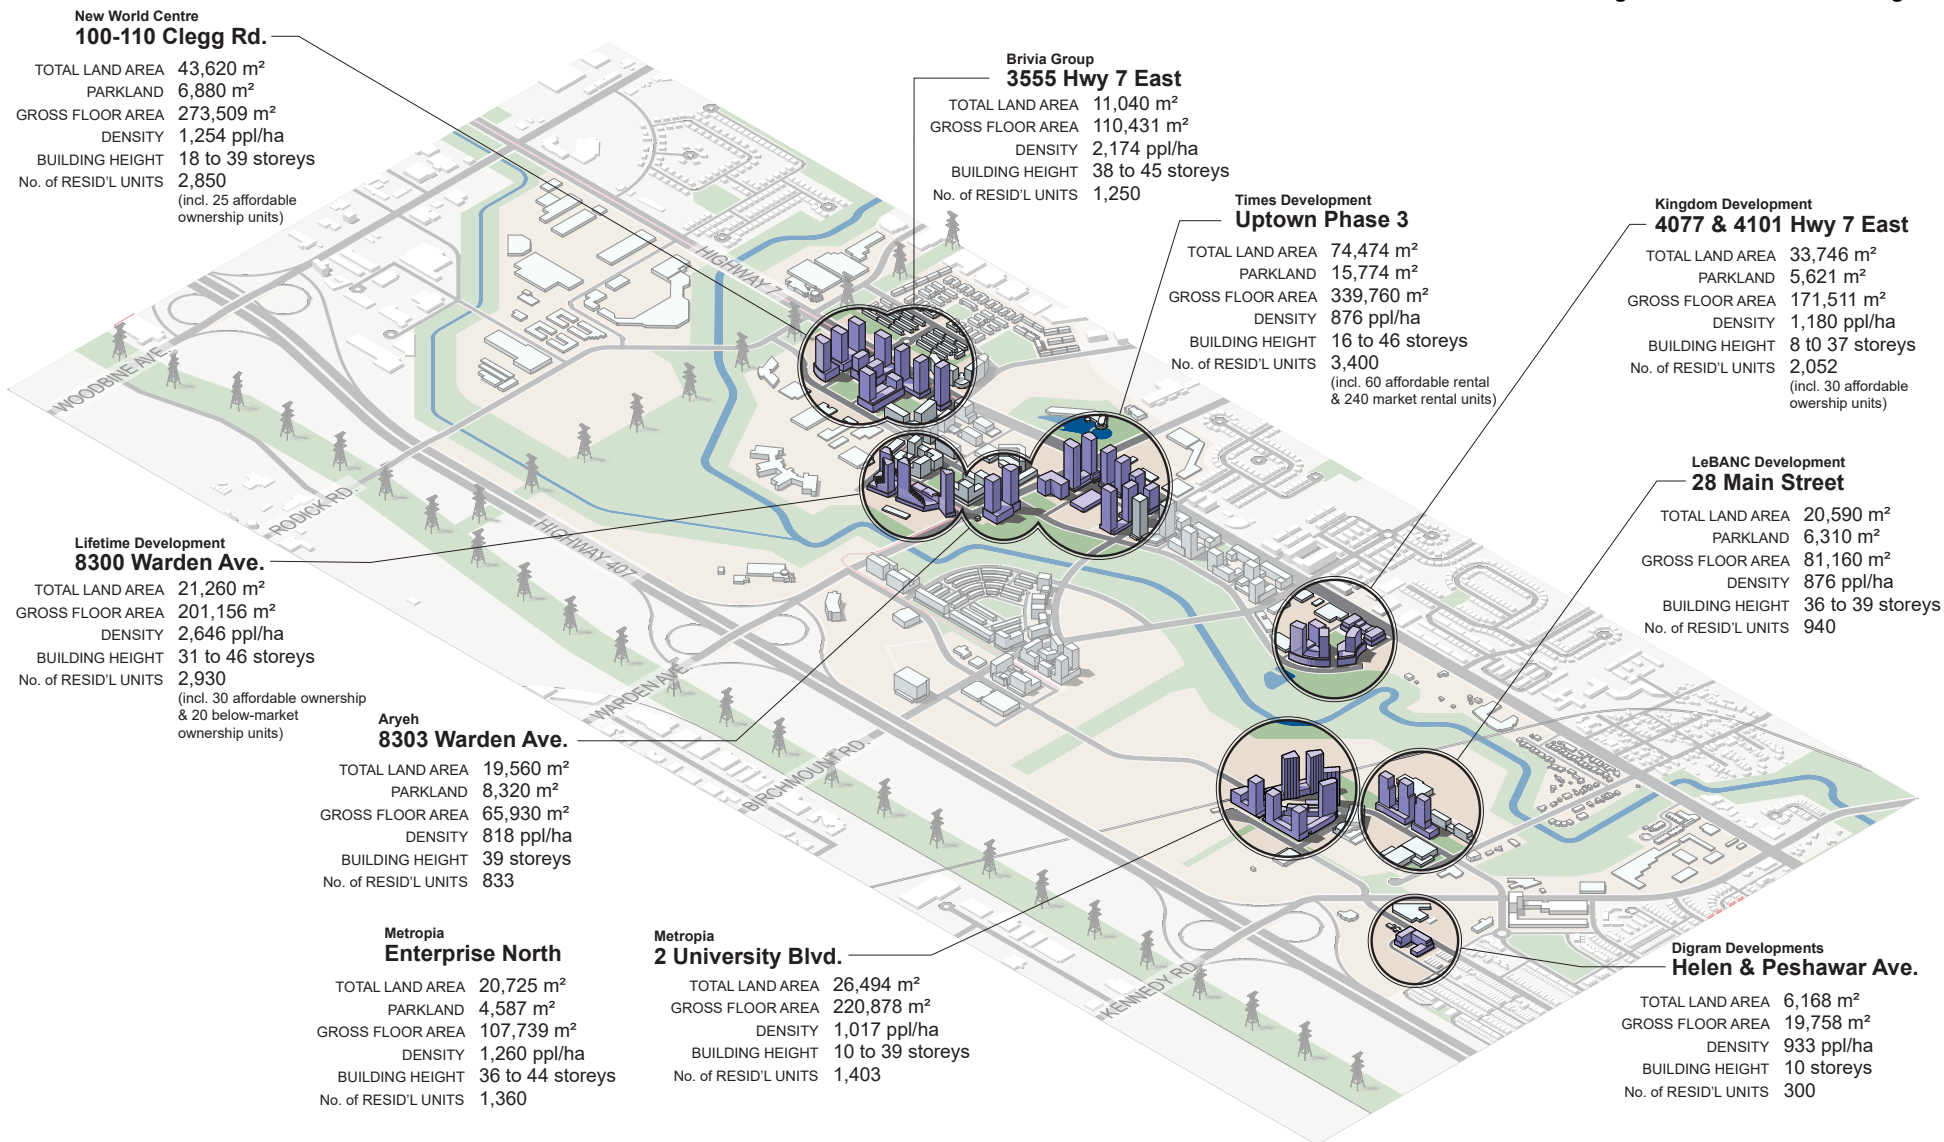 New World Centre
100-110 Clegg Rd.
TOTAL LAND AREA 43,620 m²
PARKLAND 6,880 m²
GROSS FLOOR AREA 273,509 m²
DENSITY 1,254 ppl/ha
BUILDING HEIGHT 18 to 39 storeys
No. of RESID'L UNITS 2,850
(incl. 25 affordable
ownership units)
Brivia Group
3555 Hwy 7 East
TOTAL LAND AREA 11,040 m²
GROSS FLOOR AREA 110,431 m²
DENSITY 2,174 ppl/ha
BUILDING HEIGHT 38 to 45 storeys
No. of RESID'L UNITS 1,250
Times Development
Uptown Phase 3
TOTAL LAND AREA 74,474 m²
PARKLAND 15,774 m²
GROSS FLOOR AREA 339,760 m²
DENSITY 876 ppl/ha
BUILDING HEIGHT 16 to 46 storeys
No. of RESID'L UNITS 3,400
(incl. 60 affordable rental
& 240 market rental units)
Kingdom Development
4077 & 4101 Hwy 7 East
TOTAL LAND AREA 33,746 m²
PARKLAND 5,621 m²
GROSS FLOOR AREA 171,511 m²
DENSITY 1,180 ppl/ha
BUILDING HEIGHT 8 to 37 storeys
No. of RESID'L UNITS 2,052
(incl. 30 affordable
owership units)
LeBANC Development
28 Main Street
TOTAL LAND AREA 20,590 m²
PARKLAND 6,310 m²
GROSS FLOOR AREA 81,160 m²
DENSITY 876 ppl/ha
BUILDING HEIGHT 36 to 39 storeys
No. of RESID'L UNITS 940
HIGHWAY 7
WOODBINE AVE.
RODICK RD.
HIGHWAY 407
WARDEN AVE.
BIRCHMOUNT RD.
KENNEDY RD.
Lifetime Development
8300 Warden Ave.
TOTAL LAND AREA 21,260 m²
GROSS FLOOR AREA 201,156 m²
DENSITY 2,646 ppl/ha
BUILDING HEIGHT 31 to 46 storeys
No. of RESID'L UNITS 2,930
(incl. 30 affordable ownership
& 20 below-market
ownership units)
Aryeh
8303 Warden Ave.
TOTAL LAND AREA 19,560 m²
PARKLAND 8,320 m²
GROSS FLOOR AREA 65,930 m²
DENSITY 818 ppl/ha
BUILDING HEIGHT 39 storeys
No. of RESID'L UNITS 833
Metropia
Enterprise North
TOTAL LAND AREA 20,725 m²
PARKLAND 4,587 m²
GROSS FLOOR AREA 107,739 m²
DENSITY 1,260 ppl/ha
BUILDING HEIGHT 36 to 44 storeys
No. of RESID'L UNITS 1,360
Metropia
2 University Blvd.
TOTAL LAND AREA 26,494 m²
GROSS FLOOR AREA 220,878 m²
DENSITY 1,017 ppl/ha
BUILDING HEIGHT 10 to 39 storeys
No. of RESID'L UNITS 1,403
Digram Developments
Helen & Peshawar Ave.
TOTAL LAND AREA 6,168 m²
GROSS FLOOR AREA 19,758 m²
DENSITY 933 ppl/ha
BUILDING HEIGHT 10 storeys
No. of RESID'L UNITS 300